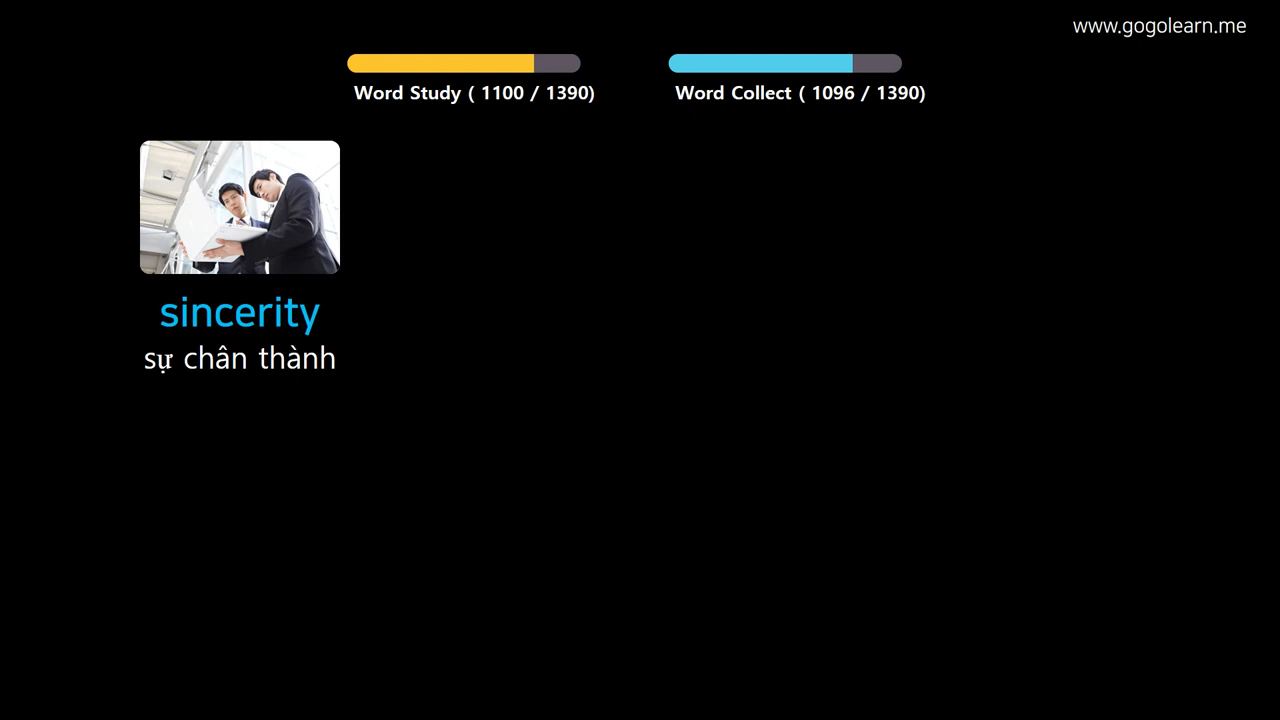 www.gogolearn.me
Word Study ( 1100 / 1390)
Word Collect ( 1096 / 1390)
sincerity
sự chân thành